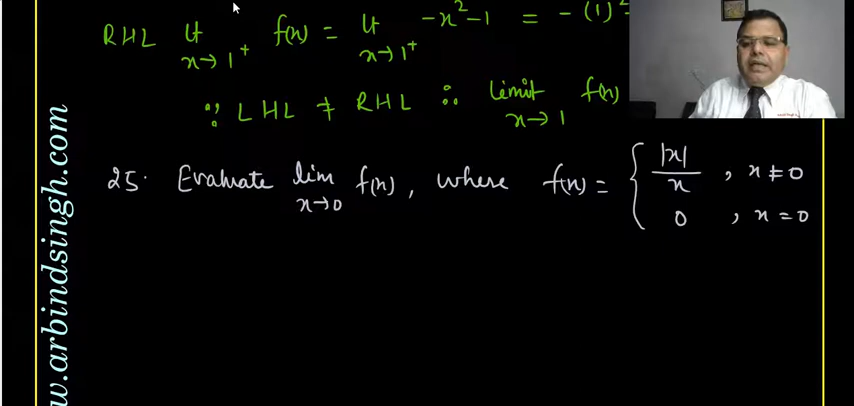 RHL lt x→1⁺ f(x) = lt x→1⁺ -x²-1 = -(1)²
∵ LHL ≠ RHL ∴ limit x→1 f(x)
25. Evaluate lim x→0 f(x), where f(x) = { |x|/x , x ≠ 0
0 , x = 0
w.arbindsingh.com